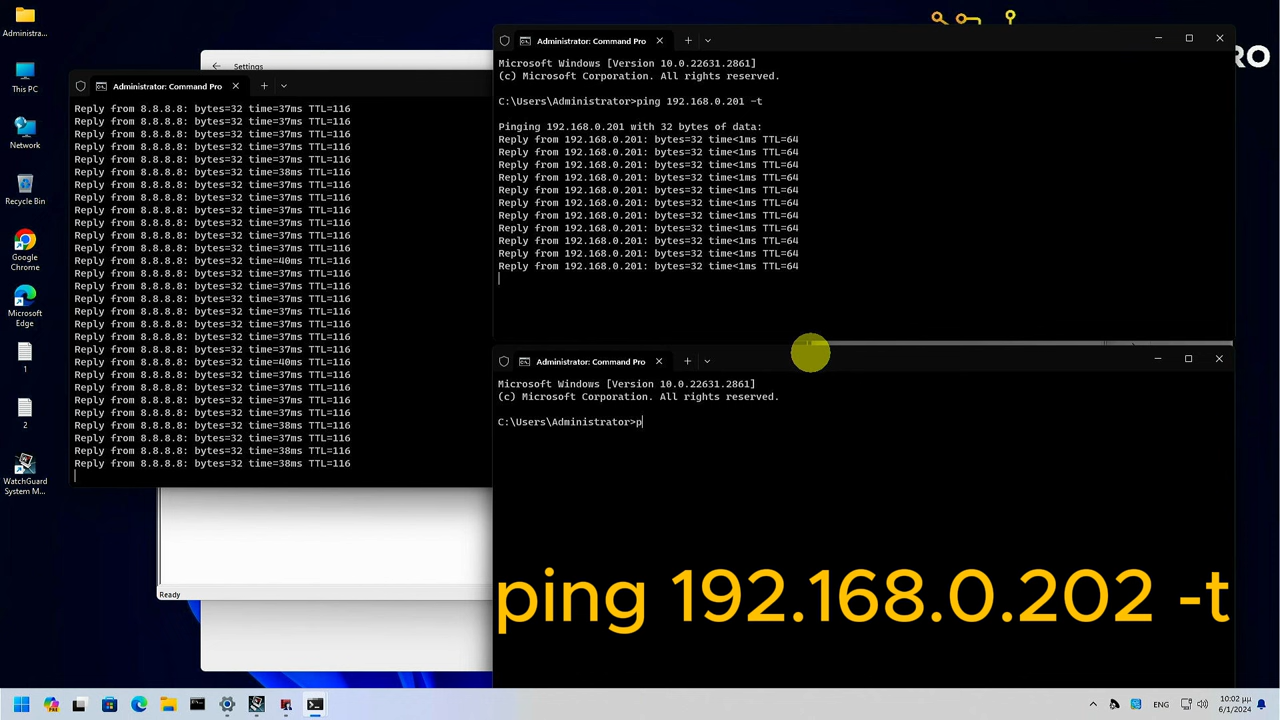 Administra...
This PC
Network
Recycle Bin
Google
Chrome
Microsoft
Edge
1
2
WatchGuard
System M...
Settings
RO
Administrator: Command Pro
Reply from 8.8.8.8: bytes=32 time=37ms TTL=116
Reply from 8.8.8.8: bytes=32 time=37ms TTL=116
Reply from 8.8.8.8: bytes=32 time=37ms TTL=116
Reply from 8.8.8.8: bytes=32 time=37ms TTL=116
Reply from 8.8.8.8: bytes=32 time=37ms TTL=116
Reply from 8.8.8.8: bytes=32 time=38ms TTL=116
Reply from 8.8.8.8: bytes=32 time=37ms TTL=116
Reply from 8.8.8.8: bytes=32 time=37ms TTL=116
Reply from 8.8.8.8: bytes=32 time=37ms TTL=116
Reply from 8.8.8.8: bytes=32 time=37ms TTL=116
Reply from 8.8.8.8: bytes=32 time=37ms TTL=116
Reply from 8.8.8.8: bytes=32 time=37ms TTL=116
Reply from 8.8.8.8: bytes=32 time=40ms TTL=116
Reply from 8.8.8.8: bytes=32 time=37ms TTL=116
Reply from 8.8.8.8: bytes=32 time=37ms TTL=116
Reply from 8.8.8.8: bytes=32 time=37ms TTL=116
Reply from 8.8.8.8: bytes=32 time=37ms TTL=116
Reply from 8.8.8.8: bytes=32 time=37ms TTL=116
Reply from 8.8.8.8: bytes=32 time=37ms TTL=116
Reply from 8.8.8.8: bytes=32 time=37ms TTL=116
Reply from 8.8.8.8: bytes=32 time=40ms TTL=116
Reply from 8.8.8.8: bytes=32 time=37ms TTL=116
Reply from 8.8.8.8: bytes=32 time=37ms TTL=116
Reply from 8.8.8.8: bytes=32 time=37ms TTL=116
Reply from 8.8.8.8: bytes=32 time=37ms TTL=116
Reply from 8.8.8.8: bytes=32 time=38ms TTL=116
Reply from 8.8.8.8: bytes=32 time=37ms TTL=116
Reply from 8.8.8.8: bytes=32 time=38ms TTL=116
Reply from 8.8.8.8: bytes=32 time=38ms TTL=116
Ready
Administrator: Command Pro
Microsoft Windows [Version 10.0.22631.2861]
(c) Microsoft Corporation. All rights reserved.
C:\Users\Administrator>ping 192.168.0.201 -t
Pinging 192.168.0.201 with 32 bytes of data:
Reply from 192.168.0.201: bytes=32 time<1ms TTL=64
Reply from 192.168.0.201: bytes=32 time<1ms TTL=64
Reply from 192.168.0.201: bytes=32 time<1ms TTL=64
Reply from 192.168.0.201: bytes=32 time<1ms TTL=64
Reply from 192.168.0.201: bytes=32 time<1ms TTL=64
Reply from 192.168.0.201: bytes=32 time<1ms TTL=64
Reply from 192.168.0.201: bytes=32 time<1ms TTL=64
Reply from 192.168.0.201: bytes=32 time<1ms TTL=64
Reply from 192.168.0.201: bytes=32 time<1ms TTL=64
Reply from 192.168.0.201: bytes=32 time<1ms TTL=64
Reply from 192.168.0.201: bytes=32 time<1ms TTL=64
Administrator: Command Pro
Microsoft Windows [Version 10.0.22631.2861]
(c) Microsoft Corporation. All rights reserved.
C:\Users\Administrator>p
ping 192.168.0.202 -t
ENG
10:02 μμ
6/1/2024